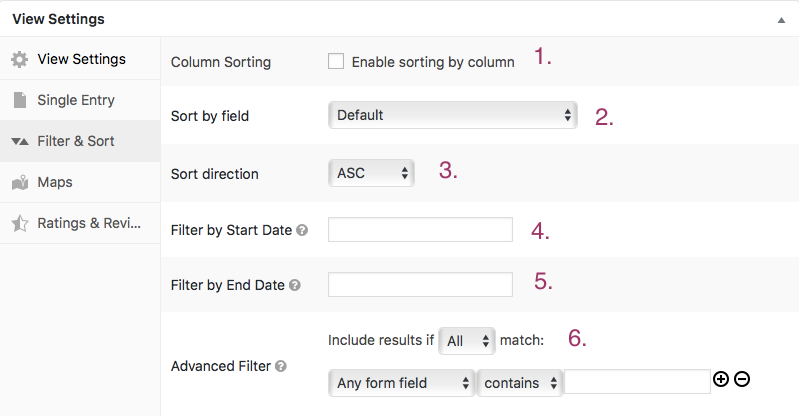 View Settings
View Settings
Single Entry
Filter & Sort
Maps
Ratings & Revi...
Column Sorting Enable sorting by column 1.
Sort by field Default 2.
Sort direction ASC 3.
Filter by Start Date ? 4.
Filter by End Date ? 5.
Include results if All match: 6.
Advanced Filter ?
Any form field contains